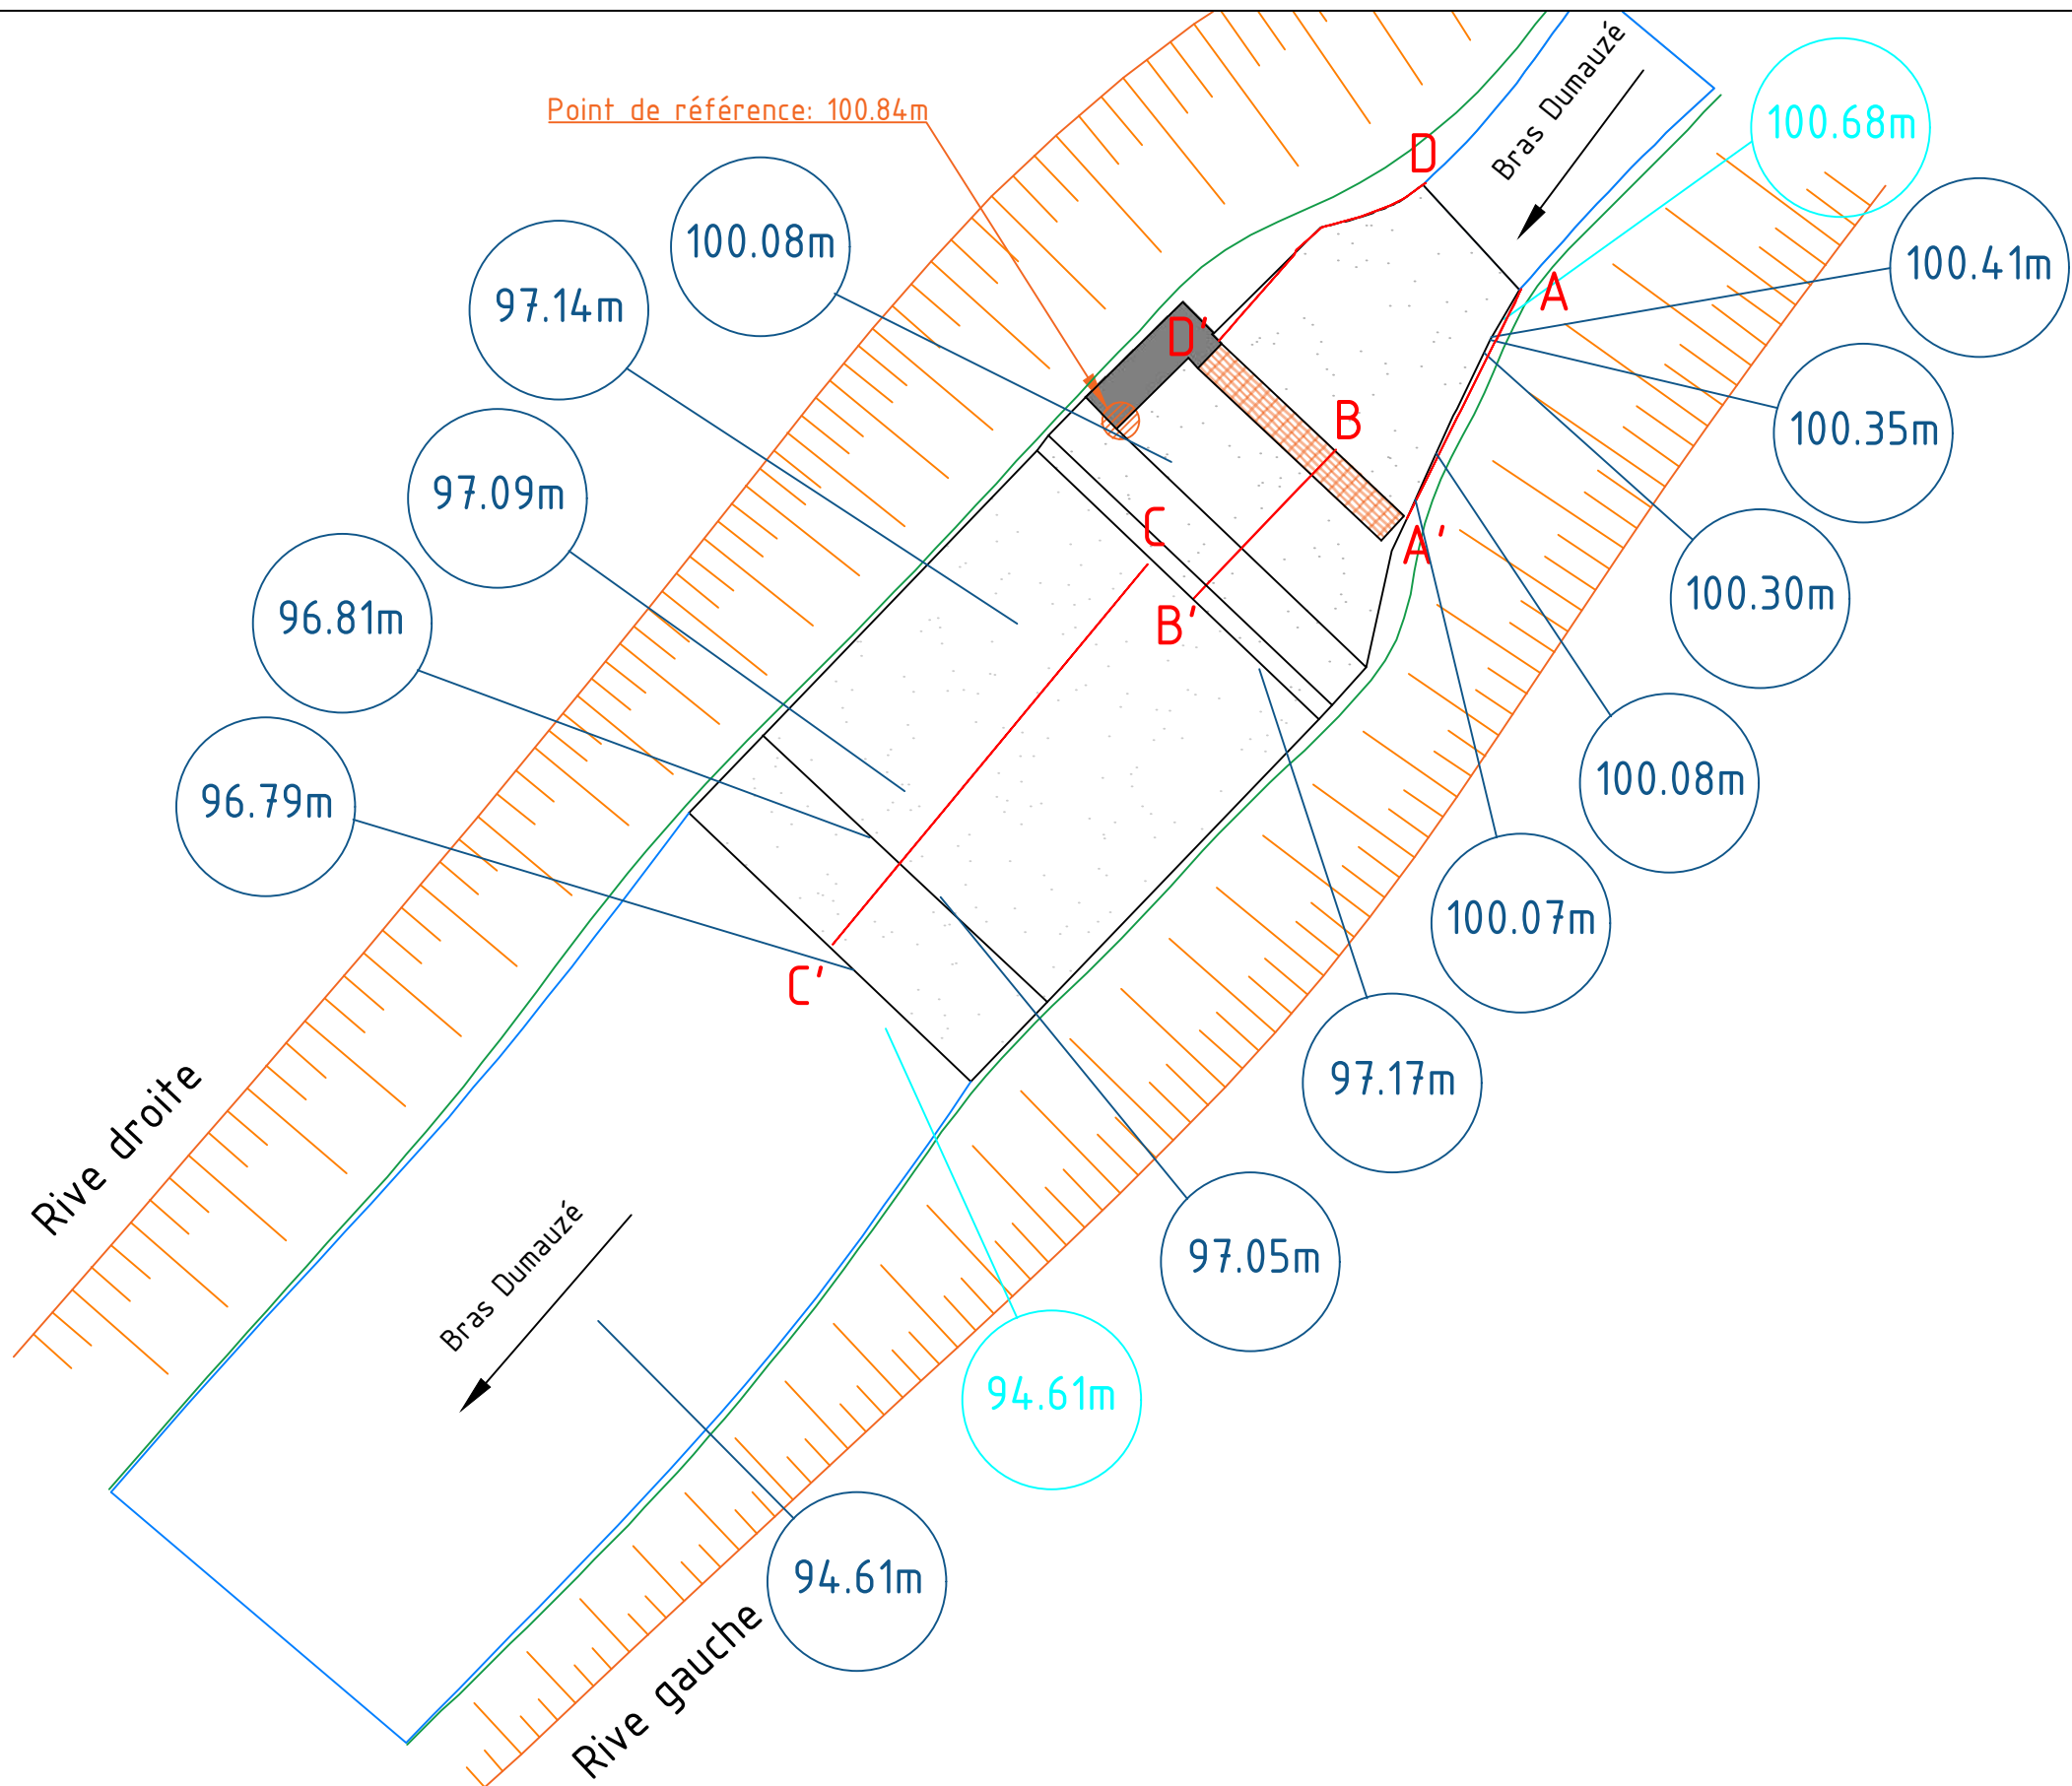 Bras Dumauzé
Point de référence: 100.84m
100.68m
D
100.08m
100.41m
97.14m
A
D'
B
100.35m
97.09m
C
A'
100.30m
96.81m
B'
100.08m
96.79m
100.07m
C'
97.17m
Rive droite
97.05m
Bras Dumauzé
94.61m
94.61m
Rive gauche